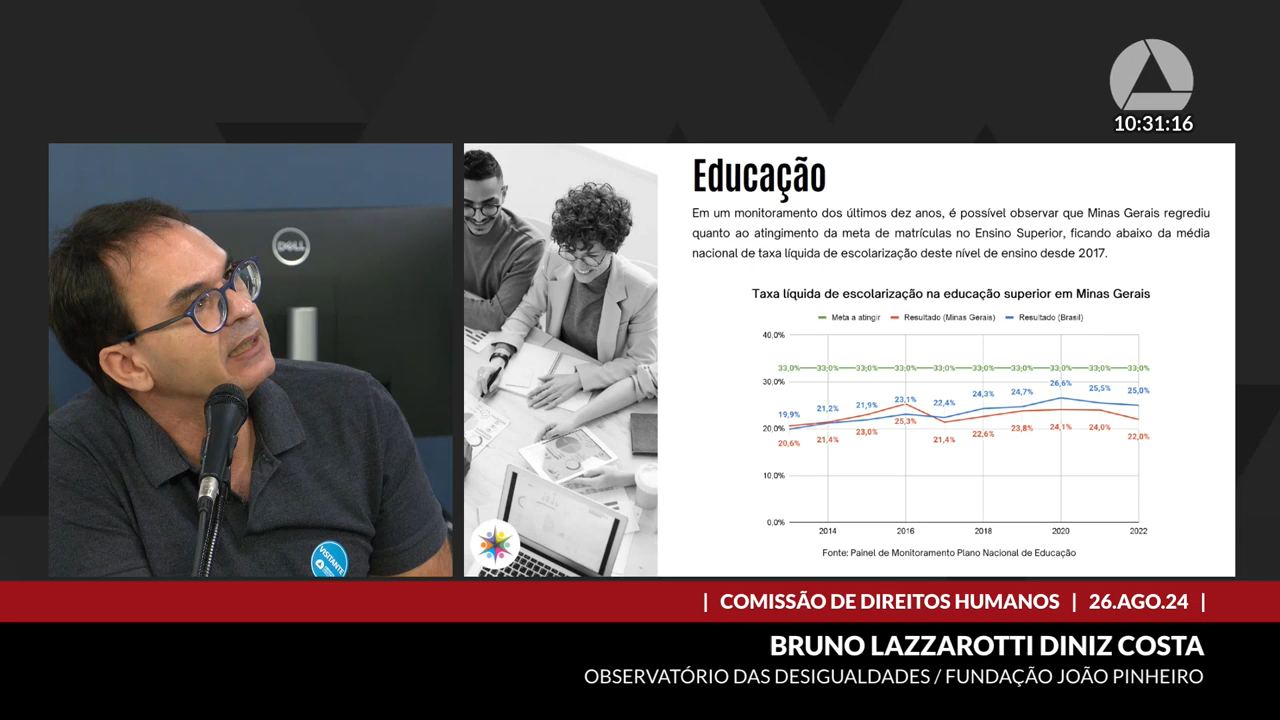 10:31:16
DELL
VISITANTE
Educação
Em um monitoramento dos últimos dez anos, é possível observar que Minas Gerais regrediu
quanto ao atingimento da meta de matrículas no Ensino Superior, ficando abaixo da média
nacional de taxa líquida de escolarização deste nível de ensino desde 2017.
Taxa líquida de escolarização na educação superior em Minas Gerais
Meta a atingir Resultado (Minas Gerais) Resultado (Brasil)
40,0%
33,0% 33,0% 33,0% 33,0% 33,0% 33,0% 33,0% 33,0% 33,0% 33,0%
30,0%
19,9% 21,2% 21,9% 23,1% 22,4% 24,3% 24,7% 26,6% 25,5% 25,0%
20,0%
20,6% 21,4% 23,0% 25,3% 21,4% 22,6% 23,8% 24,1% 24,0% 22,0%
10,0%
0,0%
2014 2016 2018 2020 2022
Fonte: Painel de Monitoramento Plano Nacional de Educação
| COMISSÃO DE DIREITOS HUMANOS | 26.AGO.24 |
BRUNO LAZZAROTTI DINIZ COSTA
OBSERVATÓRIO DAS DESIGUALDADES / FUNDAÇÃO JOÃO PINHEIRO